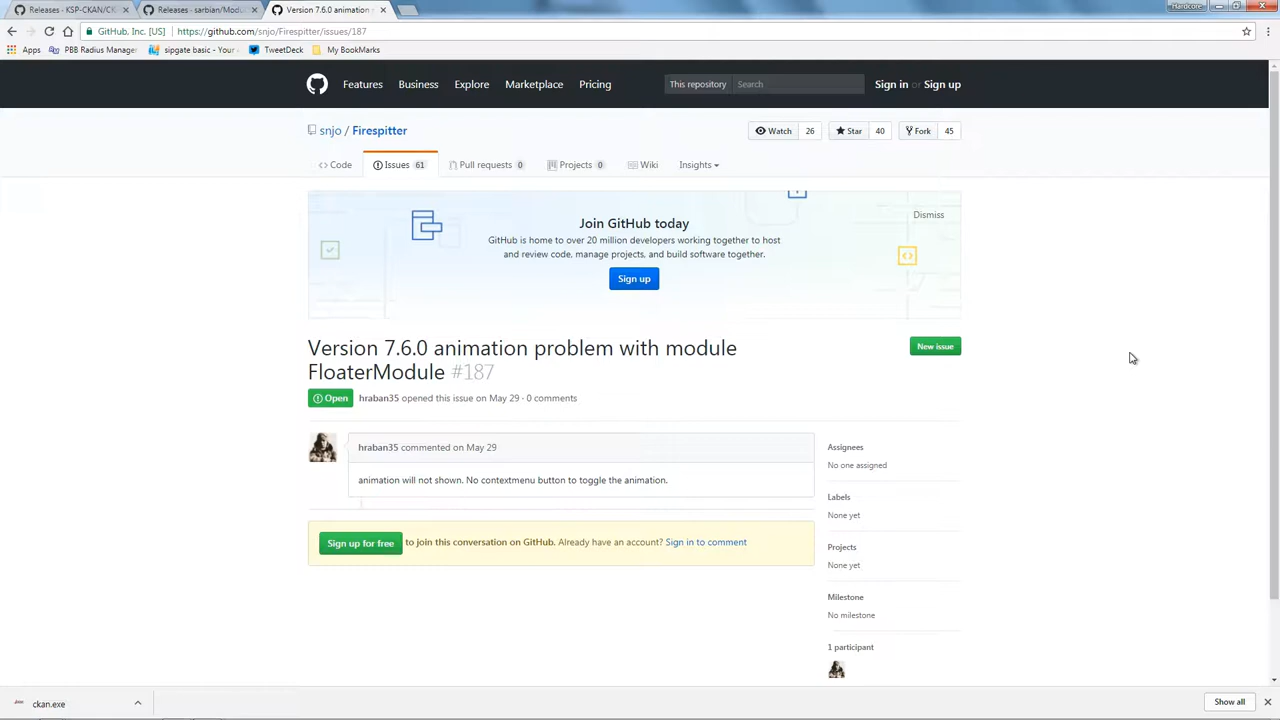 Releases - KSP-CKAN/CK
Releases - sarbian/Modu
Version 7.6.0 animation
Hardcore
GitHub, Inc. [US]
https://github.com/snjo/Firespitter/issues/187
Apps
PBB Radius Manager
sipgate basic - Your
TweetDeck
My BookMarks
Features
Business
Explore
Marketplace
Pricing
This repository
Search
Sign in or Sign up
snjo / Firespitter
Watch 26
Star 40
Fork 45
Code
Issues 61
Pull requests 0
Projects 0
Wiki
Insights
Join GitHub today
Dismiss
GitHub is home to over 20 million developers working together to host
and review code, manage projects, and build software together.
Sign up
Version 7.6.0 animation problem with module
FloaterModule #187
New issue
Open
hraban35 opened this issue on May 29 · 0 comments
hraban35 commented on May 29
animation will not shown. No contextmenu button to toggle the animation.
Assignees
No one assigned
Labels
None yet
Projects
None yet
Milestone
No milestone
1 participant
Sign up for free to join this conversation on GitHub. Already have an account? Sign in to comment
ckan.exe
Show all